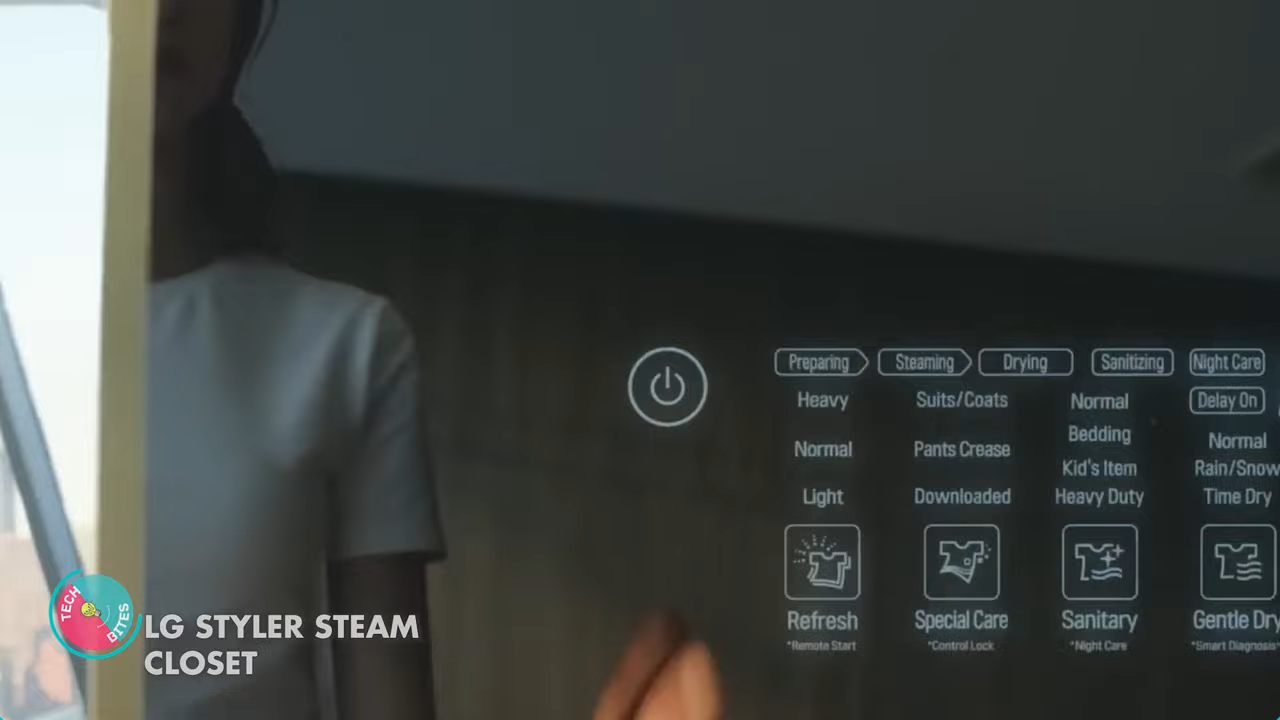 Preparing Steaming Drying Sanitizing Night Care
Heavy Suits/Coats Normal Delay On
Bedding
Normal Pants Crease Normal
Kid's Item Rain/Snow
Light Downloaded Heavy Duty Time Dry
Refresh Special Care Sanitary Gentle Dry
*Remote Start *Control Lock *Night Care *Smart Diagnosis
TECH BITES
LG STYLER STEAM
CLOSET